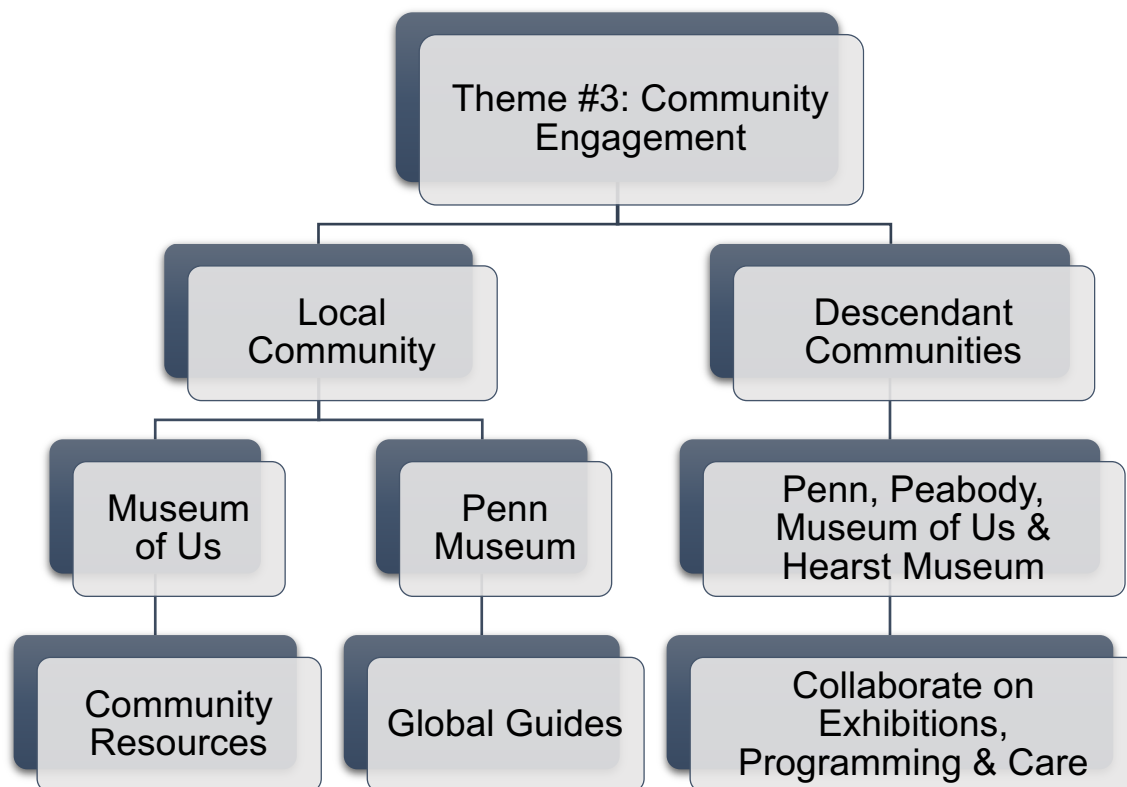 Theme #3: Community
Engagement
Local
Community
Descendant
Communities
Museum
of Us
Penn
Museum
Penn, Peabody,
Museum of Us &
Hearst Museum
Community
Resources
Global Guides
Collaborate on
Exhibitions,
Programming & Care